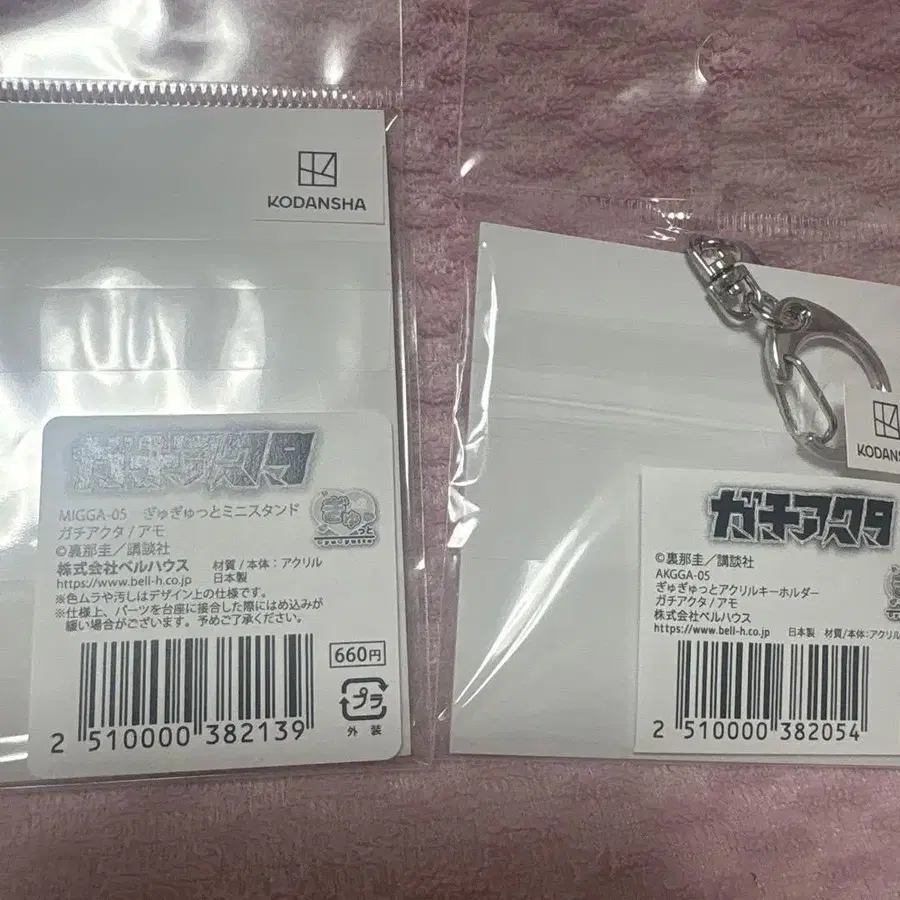 KODANSHA
ガチアクタ
MIGGA-05 ぎゅぎゅっとミニスタンド
ガチアクタ / アモ
©裏那圭／講談社
株式会社ベルハウス 材質 / 本体：アクリル
https://www.bell-h.co.jp 日本製
※色ムラや汚しはデザイン上の仕様です。
※仕様上、パーツを台座に接合した際にはめ込みが
緩い場合がございます。予めご了承ください。
ぎゅ
っと
660円
プラ
外装
2 510000 382139
KODANSHA
ガチアクタ
©裏那圭／講談社
AKGGA-05
ぎゅぎゅっとアクリルキーホルダー
ガチアクタ / アモ
株式会社ベルハウス
https://www.bell-h.co.jp 日本製 材質/本体：アクリル
2 510000 382054